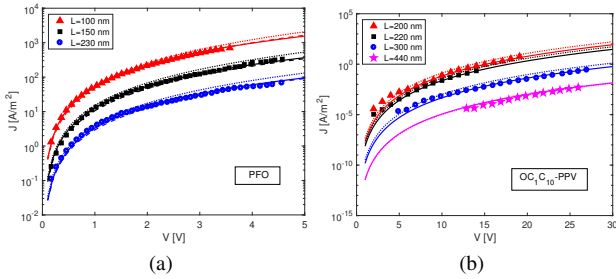 (a)
L=100 nm
L=150 nm
L=230 nm
10^4
10^3
10^2
10^1
10^0
10^-1
10^-2
J [A/m^2]
PFO
0 1 2 3 4 5
V [V]
(a)
(b)
L=200 nm
L=220 nm
L=300 nm
L=440 nm
10^5
10^0
10^-5
10^-10
10^-15
J [A/m^2]
OC_1C_10-PPV
0 5 10 15 20 25 30
V [V]
(b)